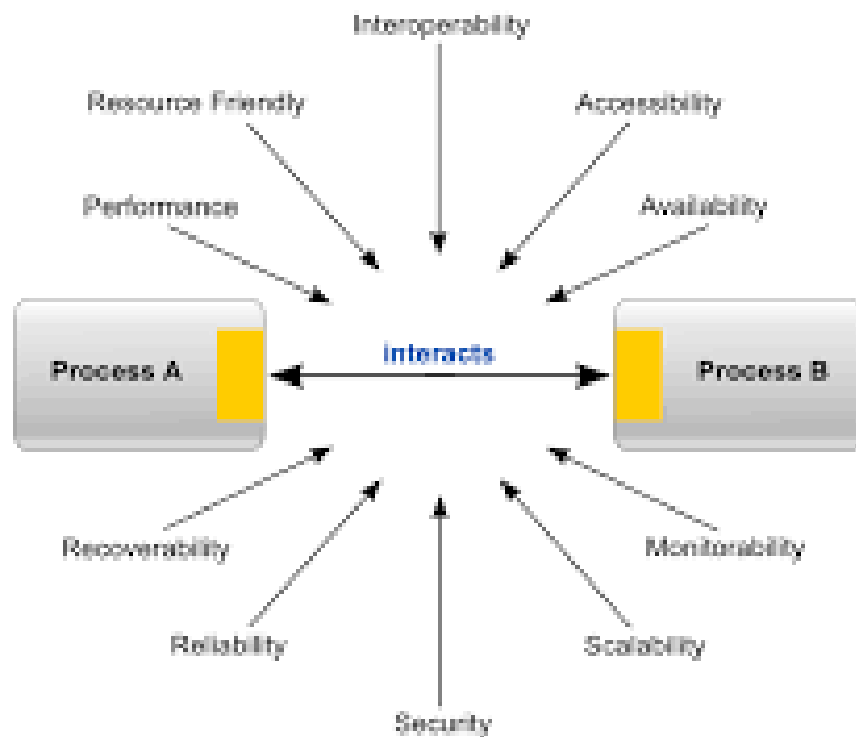 Interoperability
Resource Friendly
Accessibility
Performance
Availability
interacts
Process A
Process B
Recoverability
Monitorability
Reliability
Scalability
Security